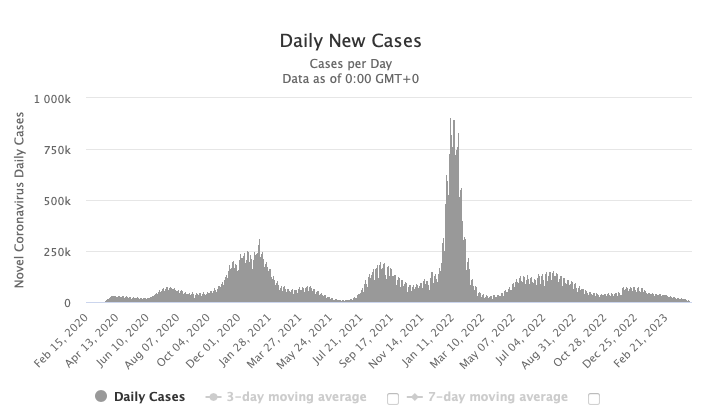 Daily New Cases
Cases per Day
Data as of 0:00 GMT+0
Novel Coronavirus Daily Cases
1 000k
750k
500k
250k
0
Feb 15, 2020
Apr 13, 2020
Jun 10, 2020
Aug 07, 2020
Oct 04, 2020
Dec 01, 2020
Jan 28, 2021
Mar 27, 2021
May 24, 2021
Jul 21, 2021
Sep 17, 2021
Nov 14, 2021
Jan 11, 2022
Mar 10, 2022
May 07, 2022
Jul 04, 2022
Aug 31, 2022
Oct 28, 2022
Dec 25, 2022
Feb 21, 2023
Daily Cases 3-day moving average 7-day moving average